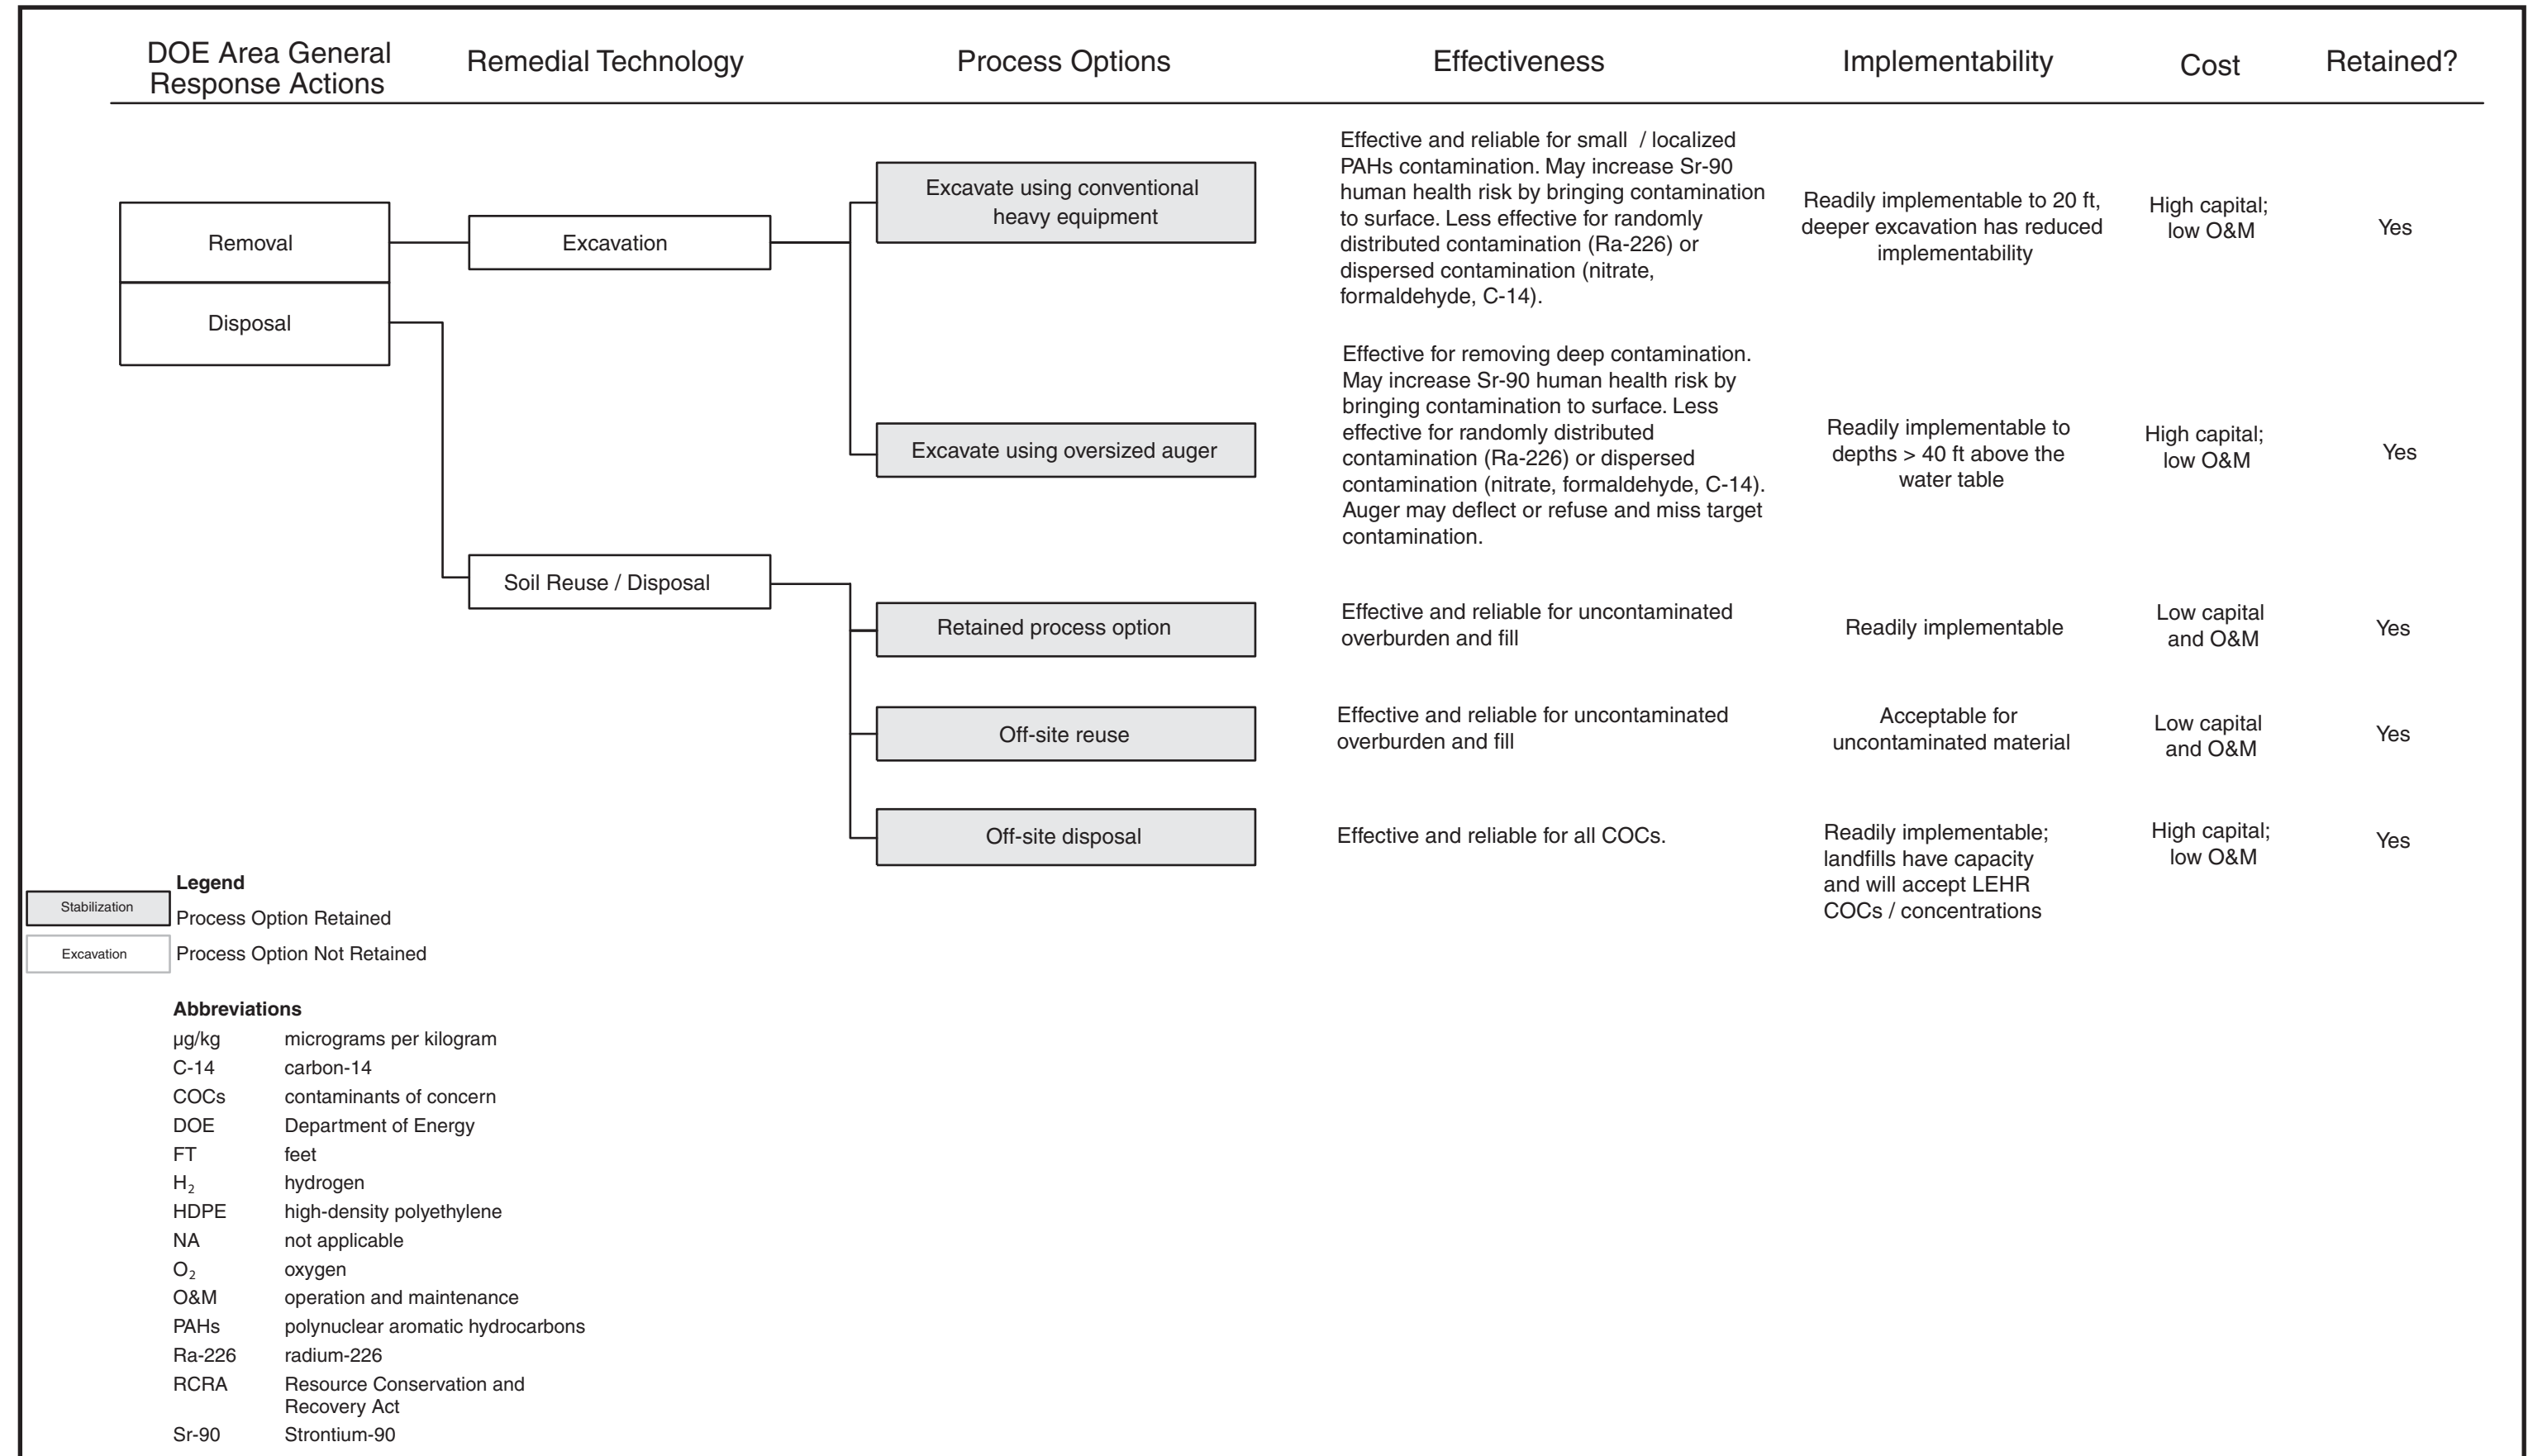 DOE Area General
Response Actions
Remedial Technology
Process Options
Effectiveness
Implementability
Cost
Retained?
Removal
Disposal
Excavation
Excavate using conventional
heavy equipment
Effective and reliable for small / localized
PAHs contamination. May increase Sr-90
human health risk by bringing contamination
to surface. Less effective for randomly
distributed contamination (Ra-226) or
dispersed contamination (nitrate,
formaldehyde, C-14).
Readily implementable to 20 ft,
deeper excavation has reduced
implementability
High capital;
low O&M
Yes
Excavate using oversized auger
Effective for removing deep contamination.
May increase Sr-90 human health risk by
bringing contamination to surface. Less
effective for randomly distributed
contamination (Ra-226) or dispersed
contamination (nitrate, formaldehyde, C-14).
Auger may deflect or refuse and miss target
contamination.
Readily implementable to
depths > 40 ft above the
water table
High capital;
low O&M
Yes
Soil Reuse / Disposal
Retained process option
Effective and reliable for uncontaminated
overburden and fill
Readily implementable
Low capital
and O&M
Yes
Off-site reuse
Effective and reliable for uncontaminated
overburden and fill
Acceptable for
uncontaminated material
Low capital
and O&M
Yes
Off-site disposal
Effective and reliable for all COCs.
Readily implementable;
landfills have capacity
and will accept LEHR
COCs / concentrations
High capital;
low O&M
Yes
Legend
Stabilization
Process Option Retained
Excavation
Process Option Not Retained
Abbreviations
µg/kg micrograms per kilogram
C-14 carbon-14
COCs contaminants of concern
DOE Department of Energy
FT feet
H₂ hydrogen
HDPE high-density polyethylene
NA not applicable
O₂ oxygen
O&M operation and maintenance
PAHs polynuclear aromatic hydrocarbons
Ra-226 radium-226
RCRA Resource Conservation and
Recovery Act
Sr-90 Strontium-90